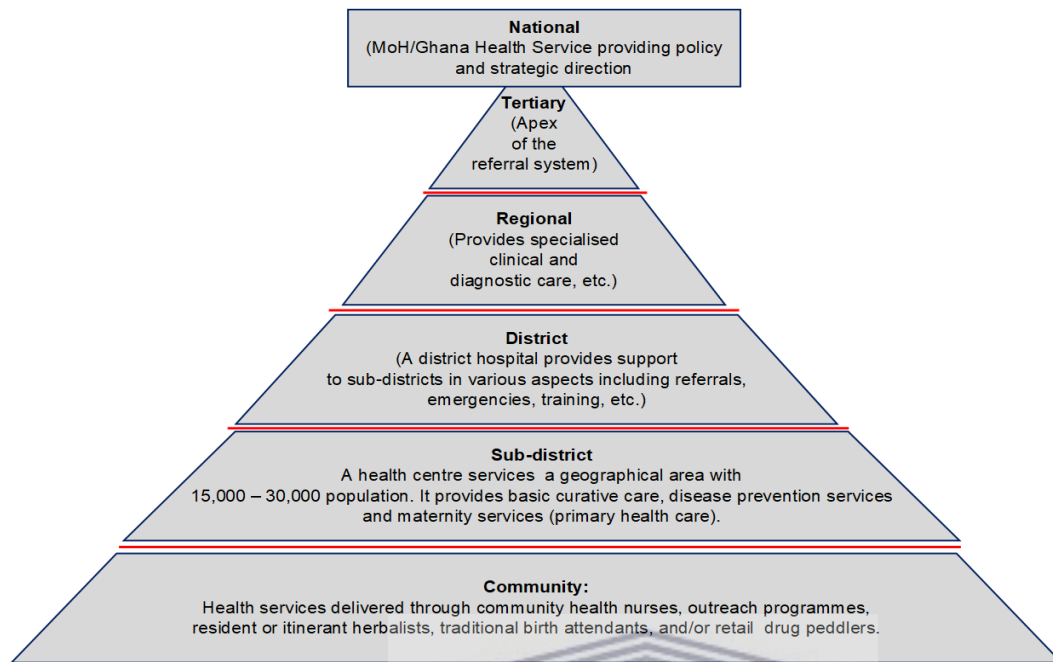 National
(MoH/Ghana Health Service providing policy
and strategic direction
Tertiary
(Apex
of the
referral system)
Regional
(Provides specialised
clinical and
diagnostic care, etc.)
District
(A district hospital provides support
to sub-districts in various aspects including referrals,
emergencies, training, etc.)
Sub-district
A health centre services a geographical area with
15,000 – 30,000 population. It provides basic curative care, disease prevention services
and maternity services (primary health care).
Community:
Health services delivered through community health nurses, outreach programmes,
resident or itinerant herbalists, traditional birth attendants, and/or retail drug peddlers.